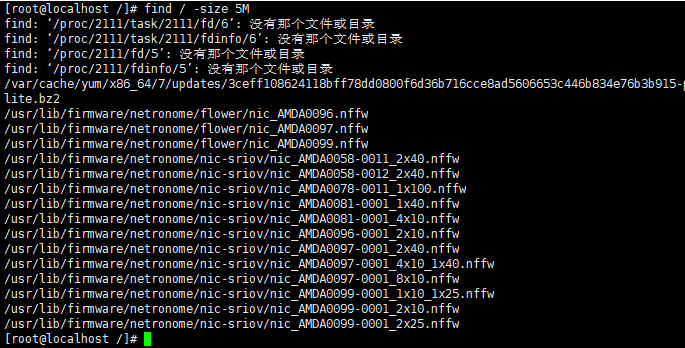 [root@localhost /]# find / -size 5M
find: ‘/proc/2111/task/2111/fd/6’: 没有那个文件或目录
find: ‘/proc/2111/task/2111/fdinfo/6’: 没有那个文件或目录
find: ‘/proc/2111/fd/5’: 没有那个文件或目录
find: ‘/proc/2111/fdinfo/5’: 没有那个文件或目录
/var/cache/yum/x86_64/7/updates/3ceff108624118bff78dd0800f6d36b716cce8ad5606653c446b834e76b3b915-p
lite.bz2
/usr/lib/firmware/netronome/flower/nic_AMDA0096.nffw
/usr/lib/firmware/netronome/flower/nic_AMDA0097.nffw
/usr/lib/firmware/netronome/flower/nic_AMDA0099.nffw
/usr/lib/firmware/netronome/nic-sriov/nic_AMDA0058-0011_2x40.nffw
/usr/lib/firmware/netronome/nic-sriov/nic_AMDA0058-0012_2x40.nffw
/usr/lib/firmware/netronome/nic-sriov/nic_AMDA0078-0011_1x100.nffw
/usr/lib/firmware/netronome/nic-sriov/nic_AMDA0081-0001_1x40.nffw
/usr/lib/firmware/netronome/nic-sriov/nic_AMDA0081-0001_4x10.nffw
/usr/lib/firmware/netronome/nic-sriov/nic_AMDA0096-0001_2x10.nffw
/usr/lib/firmware/netronome/nic-sriov/nic_AMDA0097-0001_2x40.nffw
/usr/lib/firmware/netronome/nic-sriov/nic_AMDA0097-0001_4x10_1x40.nffw
/usr/lib/firmware/netronome/nic-sriov/nic_AMDA0097-0001_8x10.nffw
/usr/lib/firmware/netronome/nic-sriov/nic_AMDA0099-0001_1x10_1x25.nffw
/usr/lib/firmware/netronome/nic-sriov/nic_AMDA0099-0001_2x10.nffw
/usr/lib/firmware/netronome/nic-sriov/nic_AMDA0099-0001_2x25.nffw
[root@localhost /]#